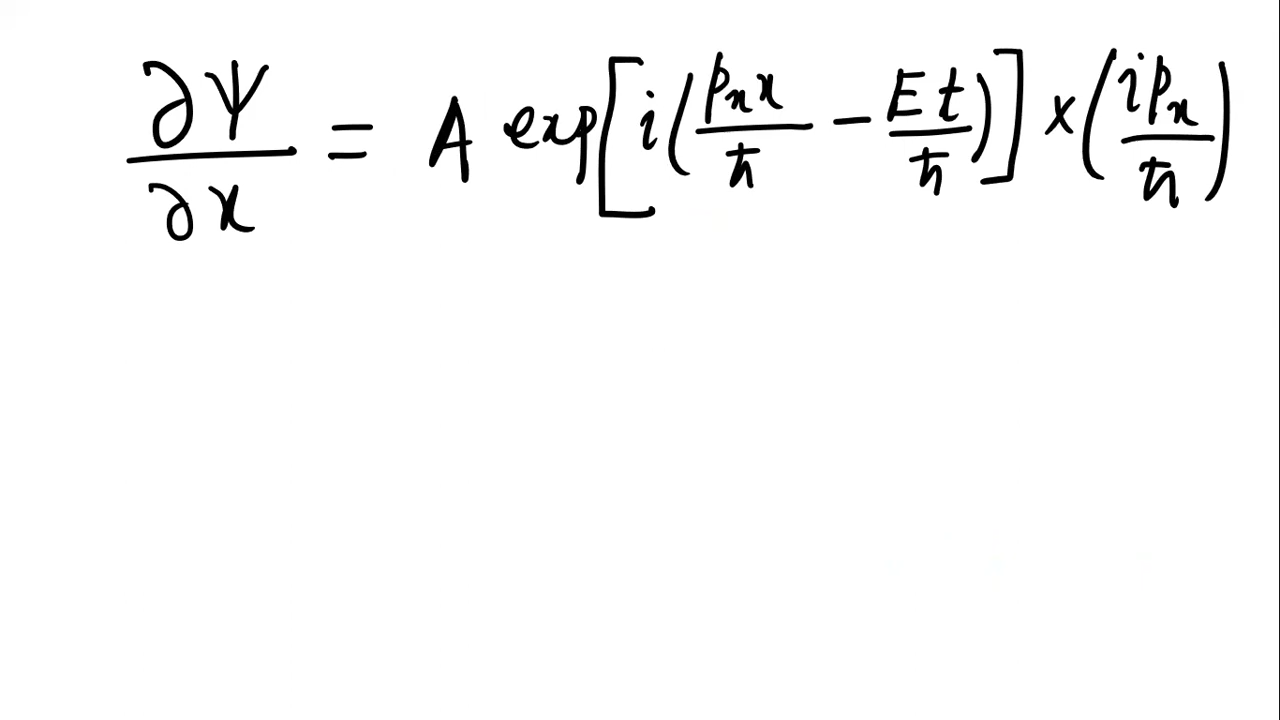 ∂Ψ/∂x = A exp[i(pₓx/ħ − Et/ħ)] × (ipₓ/ħ)